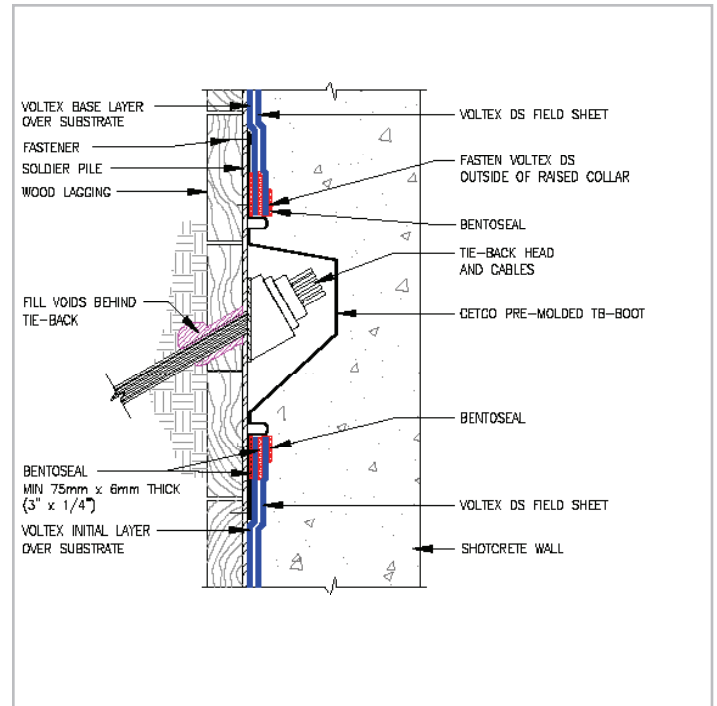 VOLTEX BASE LAYER
OVER SUBSTRATE
FASTENER
SOLDIER PILE
WOOD LAGGING
FILL VOIDS BEHIND
TIE-BACK
BENTOSEAL
MIN 75mm x 6mm THICK
(3" x 1/4")
VOLTEX INITIAL LAYER
OVER SUBSTRATE
VOLTEX DS FIELD SHEET
FASTEN VOLTEX DS
OUTSIDE OF RAISED COLLAR
BENTOSEAL
TIE-BACK HEAD
AND CABLES
CETCO PRE-MOLDED TB-BOOT
BENTOSEAL
VOLTEX DS FIELD SHEET
SHOTCRETE WALL